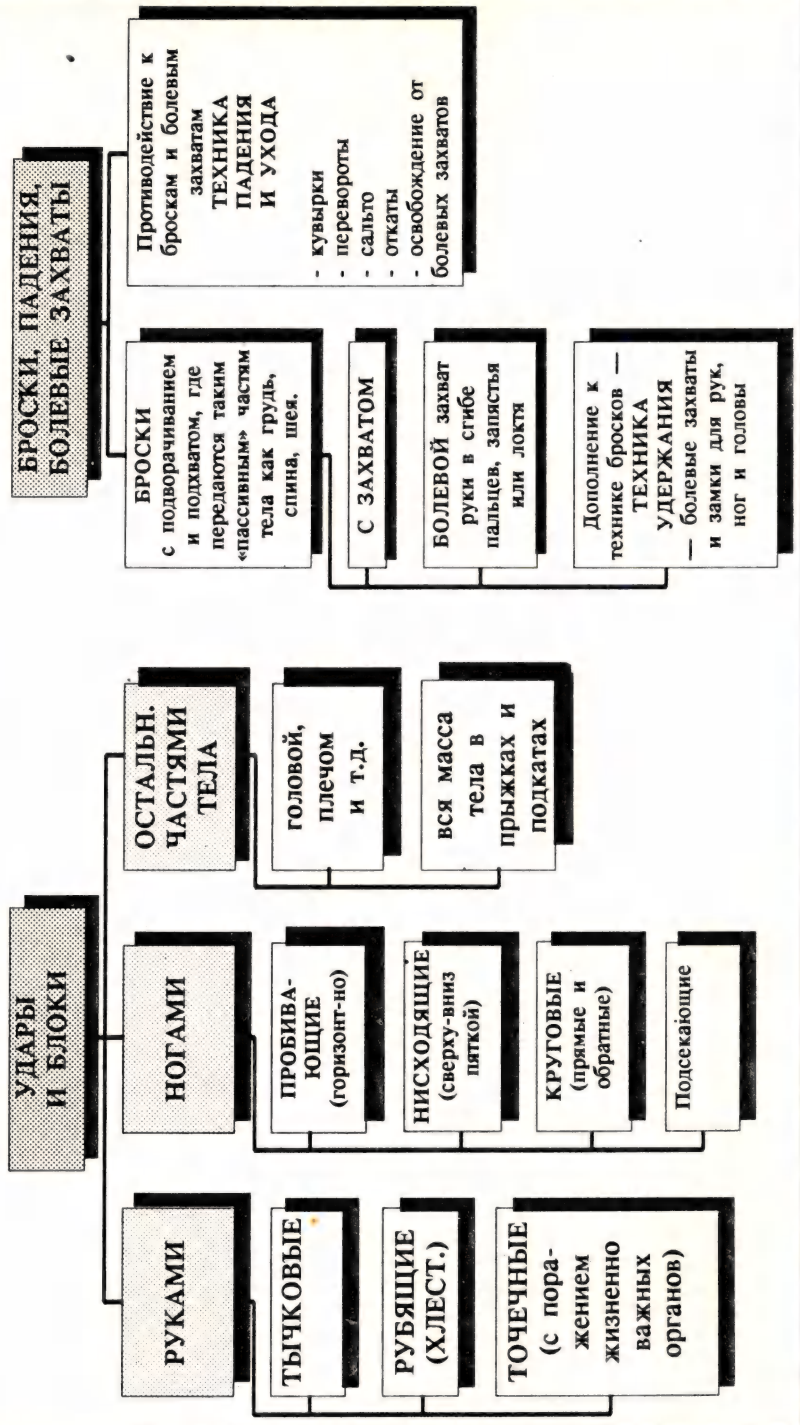 УДАРЫ
И БЛОКИ
РУКАМИ
ТЫЧКОВЫЕ
РУБЯЩИЕ
(ХЛЕСТ.)
ТОЧЕЧНЫЕ
(с пора-
жением
жизненно
важных
органов)
НОГАМИ
ПРОБИВА-
ЮЩИЕ
(горизонт-но)
НИСХОДЯЩИЕ
(сверху-вниз
пяткой)
КРУГОВЫЕ
(прямые и
обратные)
Подсекающие
ОСТАЛЬН.
ЧАСТЯМИ
ТЕЛА
головой,
плечом
и т.д.
вся масса
тела в
прыжках и
подкатах
БРОСКИ, ПАДЕНИЯ,
БОЛЕВЫЕ ЗАХВАТЫ
БРОСКИ
с подворачиванием
и подхватом, где
передаются таким
«пассивным» частям
тела как грудь,
спина, шея.
С ЗАХВАТОМ
БОЛЕВОЙ захват
руки в сгибе
пальцев, запястья
или локтя
Дополнение к
технике бросков —
ТЕХНИКА
УДЕРЖАНИЯ
— болевые захваты
и замки для рук,
ног и головы
Противодействие к
броскам и болевым
захватам
ТЕХНИКА
ПАДЕНИЯ
И УХОДА
- кувырки
- перевороты
- сальто
- откаты
- освобождение от
болевых захватов